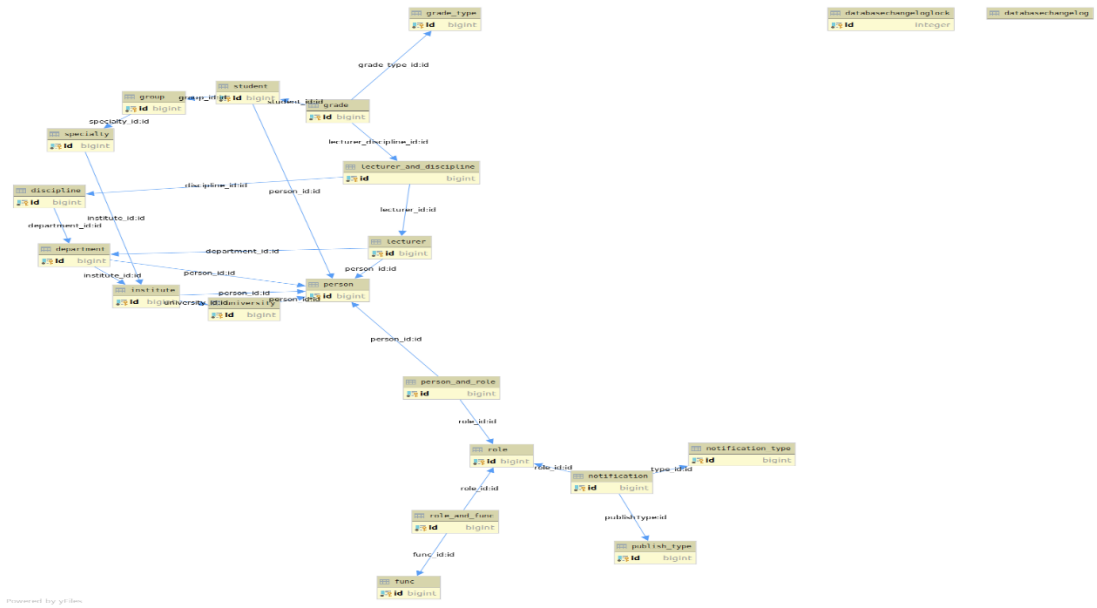 grade_type
id bigint
databasechangeloglock
id integer
databasechangelog
grade_type_id:id
student
id bigint
group
id bigint
group_id:id
student_id:id
grade
id bigint
specialty_id:id
specialty
id bigint
lecturer_discipline_id:id
lecturer_and_discipline
id bigint
discipline_id:id
discipline
id bigint
person_id:id
lecturer_id:id
institute_id:id
department_id:id
lecturer
id bigint
department
id bigint
department_id:id
person_id:id
person_id:id
institute_id:id
person
id bigint
institute
id bigint
person_id:id
person_id:id
university_id:id
university
id bigint
person_id:id
person_and_role
id bigint
role_id:id
role
id bigint
notification_type
id bigint
role_id:id
type_id:id
notification
id bigint
role_id:id
role_and_func
id bigint
publishtype:id
publish_type
id bigint
func_id:id
func
id bigint
Powered by yFiles